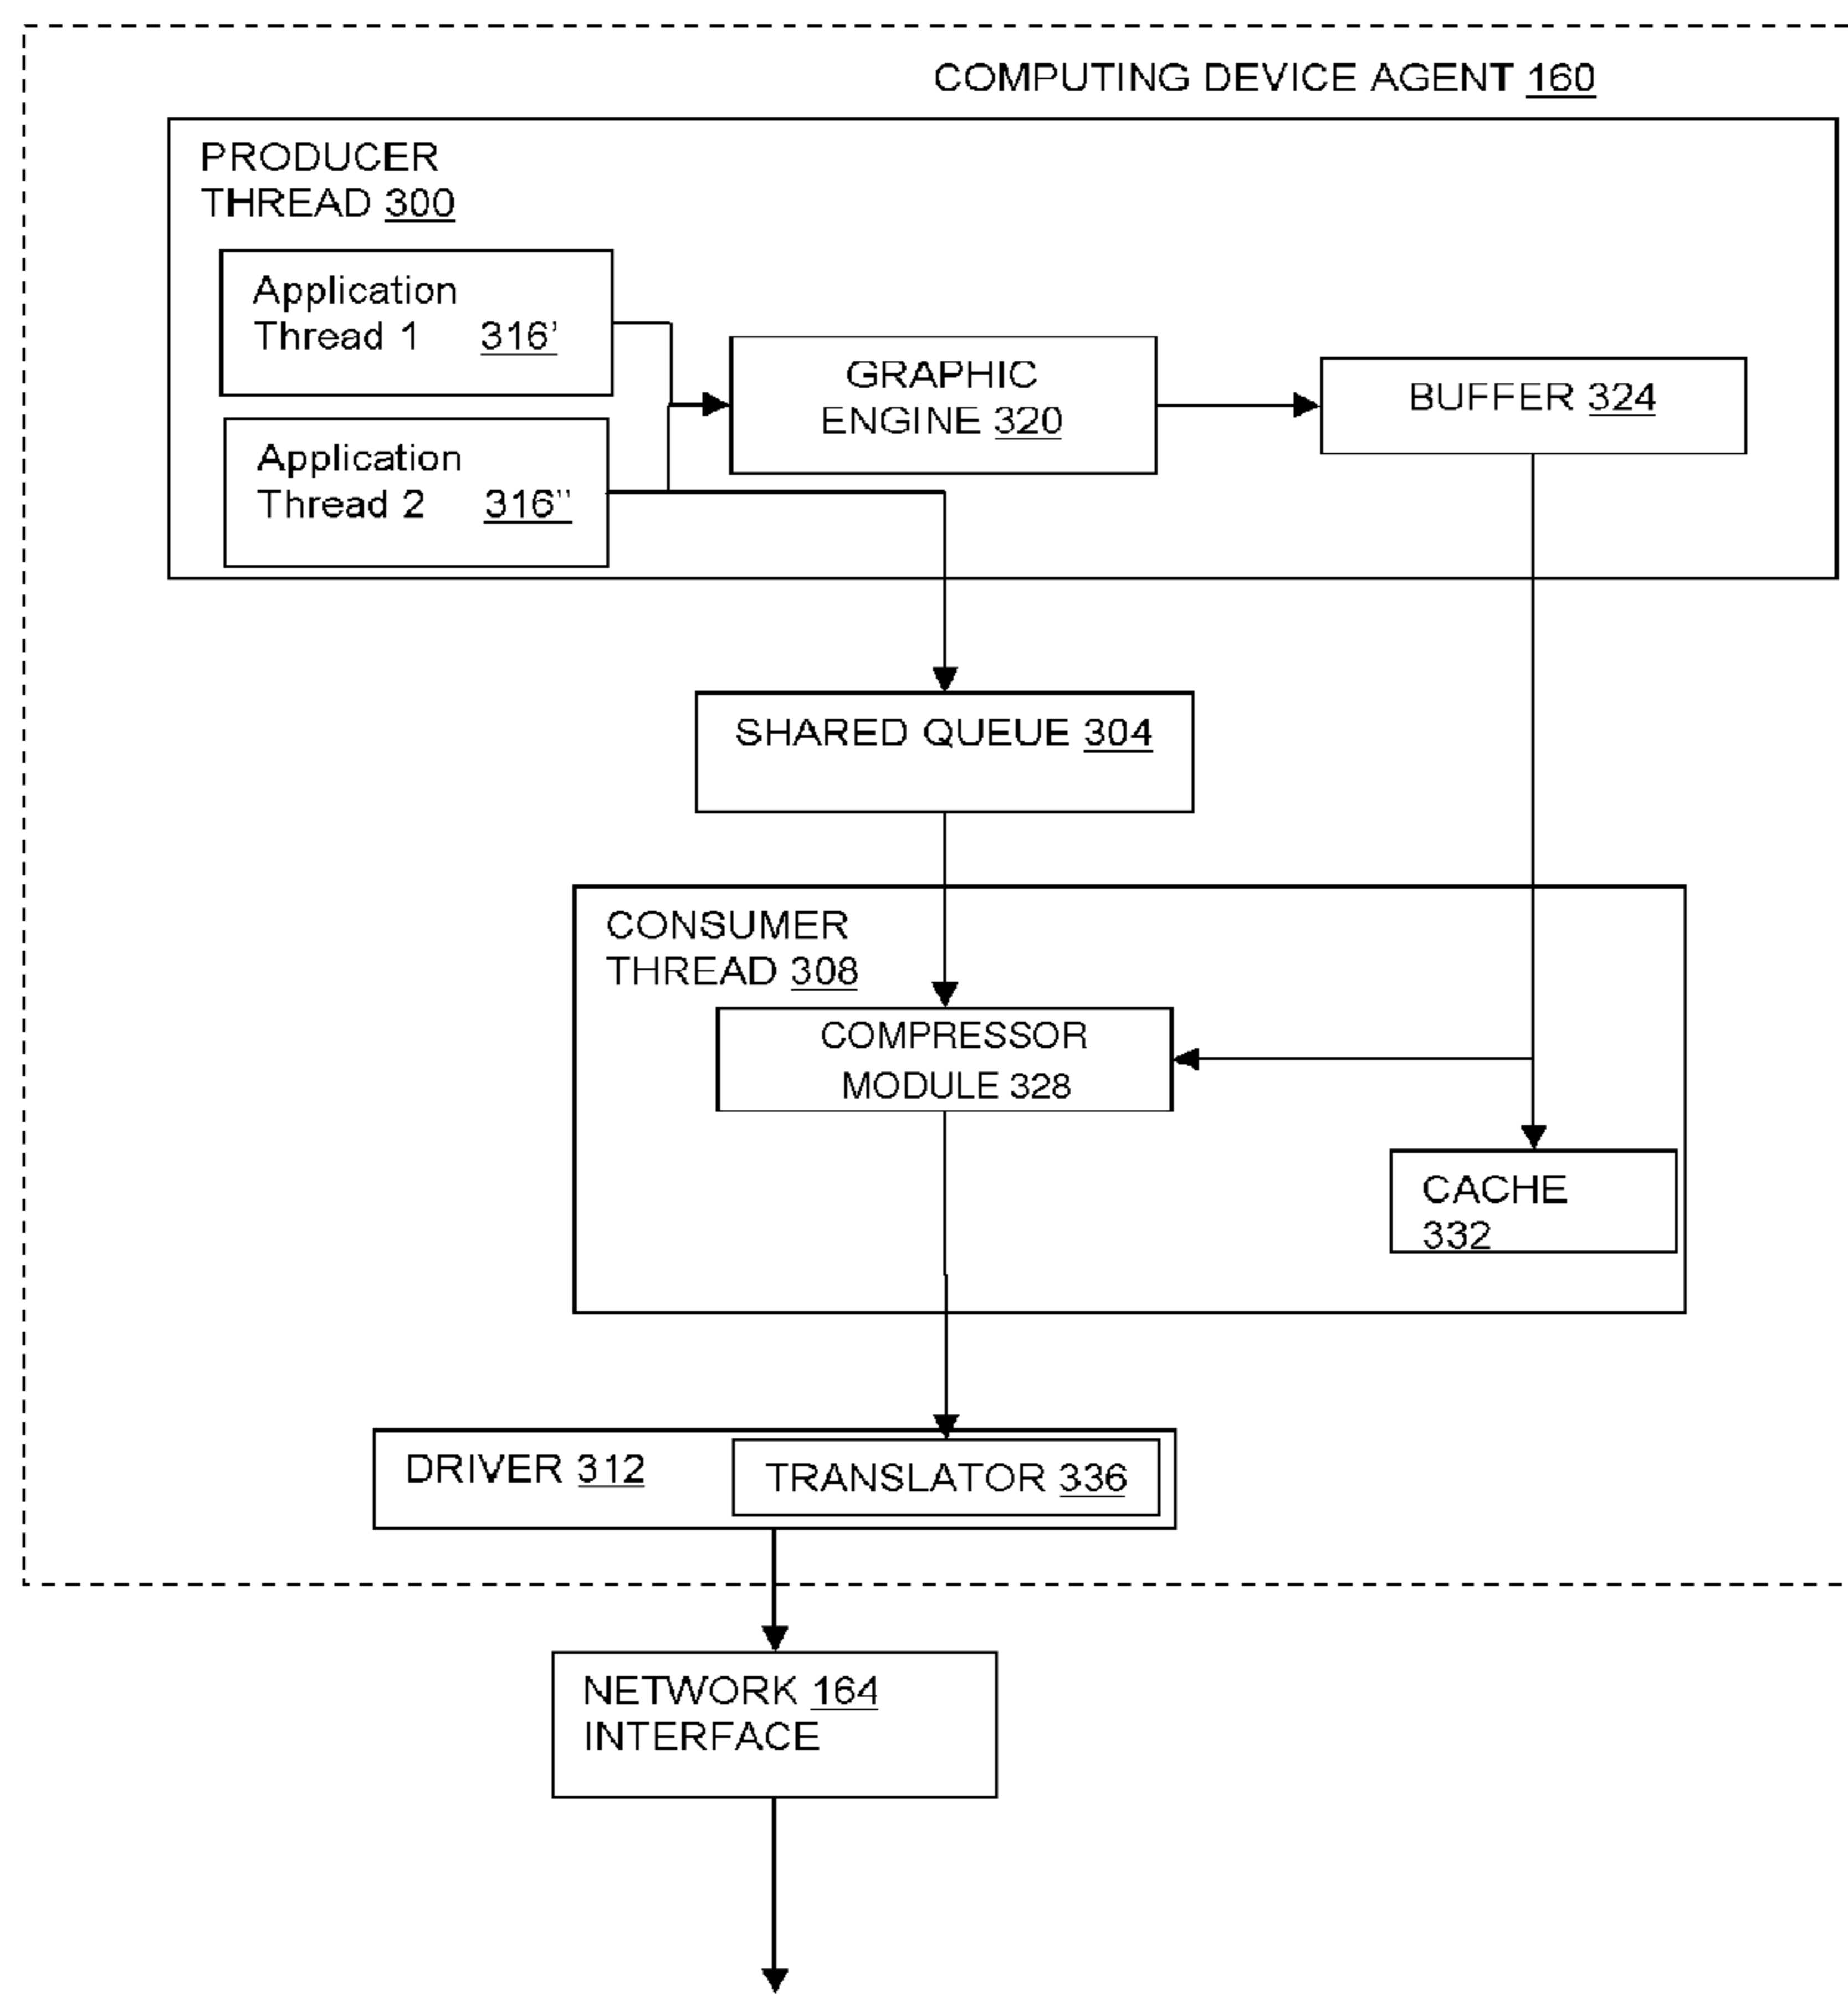 COMPUTING DEVICE AGENT 160
PRODUCER
THREAD 300
Application
Thread 1 316'
GRAPHIC
ENGINE 320
BUFFER 324
Application
Thread 2 316''
SHARED QUEUE 304
CONSUMER
THREAD 308
COMPRESSOR
MODULE 328
CACHE
332
DRIVER 312
TRANSLATOR 336
NETWORK 164
INTERFACE